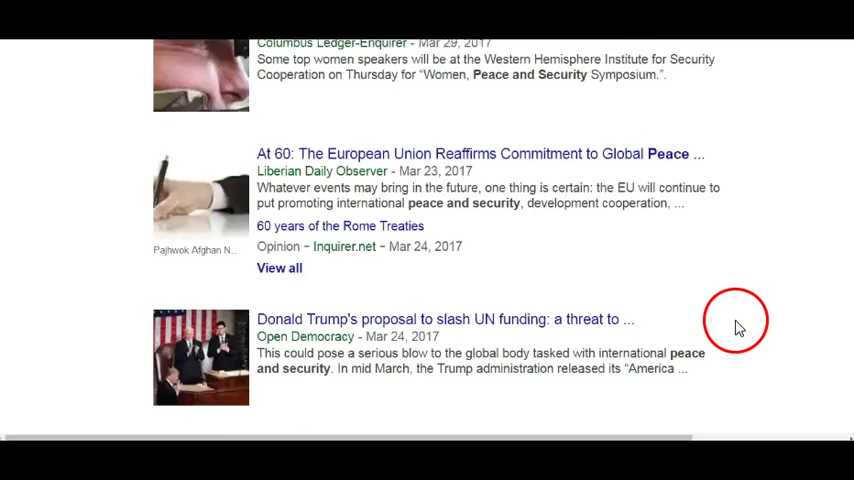 Columbus Ledger-Enquirer - Mar 29, 2017
Some top women speakers will be at the Western Hemisphere Institute for Security
Cooperation on Thursday for “Women, Peace and Security Symposium.”.
At 60: The European Union Reaffirms Commitment to Global Peace ...
Liberian Daily Observer - Mar 23, 2017
Whatever events may bring in the future, one thing is certain: the EU will continue to
put promoting international peace and security, development cooperation, ...
60 years of the Rome Treaties
Pajhwok Afghan N...
Opinion - Inquirer.net - Mar 24, 2017
View all
Donald Trump's proposal to slash UN funding: a threat to ...
Open Democracy - Mar 24, 2017
This could pose a serious blow to the global body tasked with international peace
and security. In mid March, the Trump administration released its “America ...